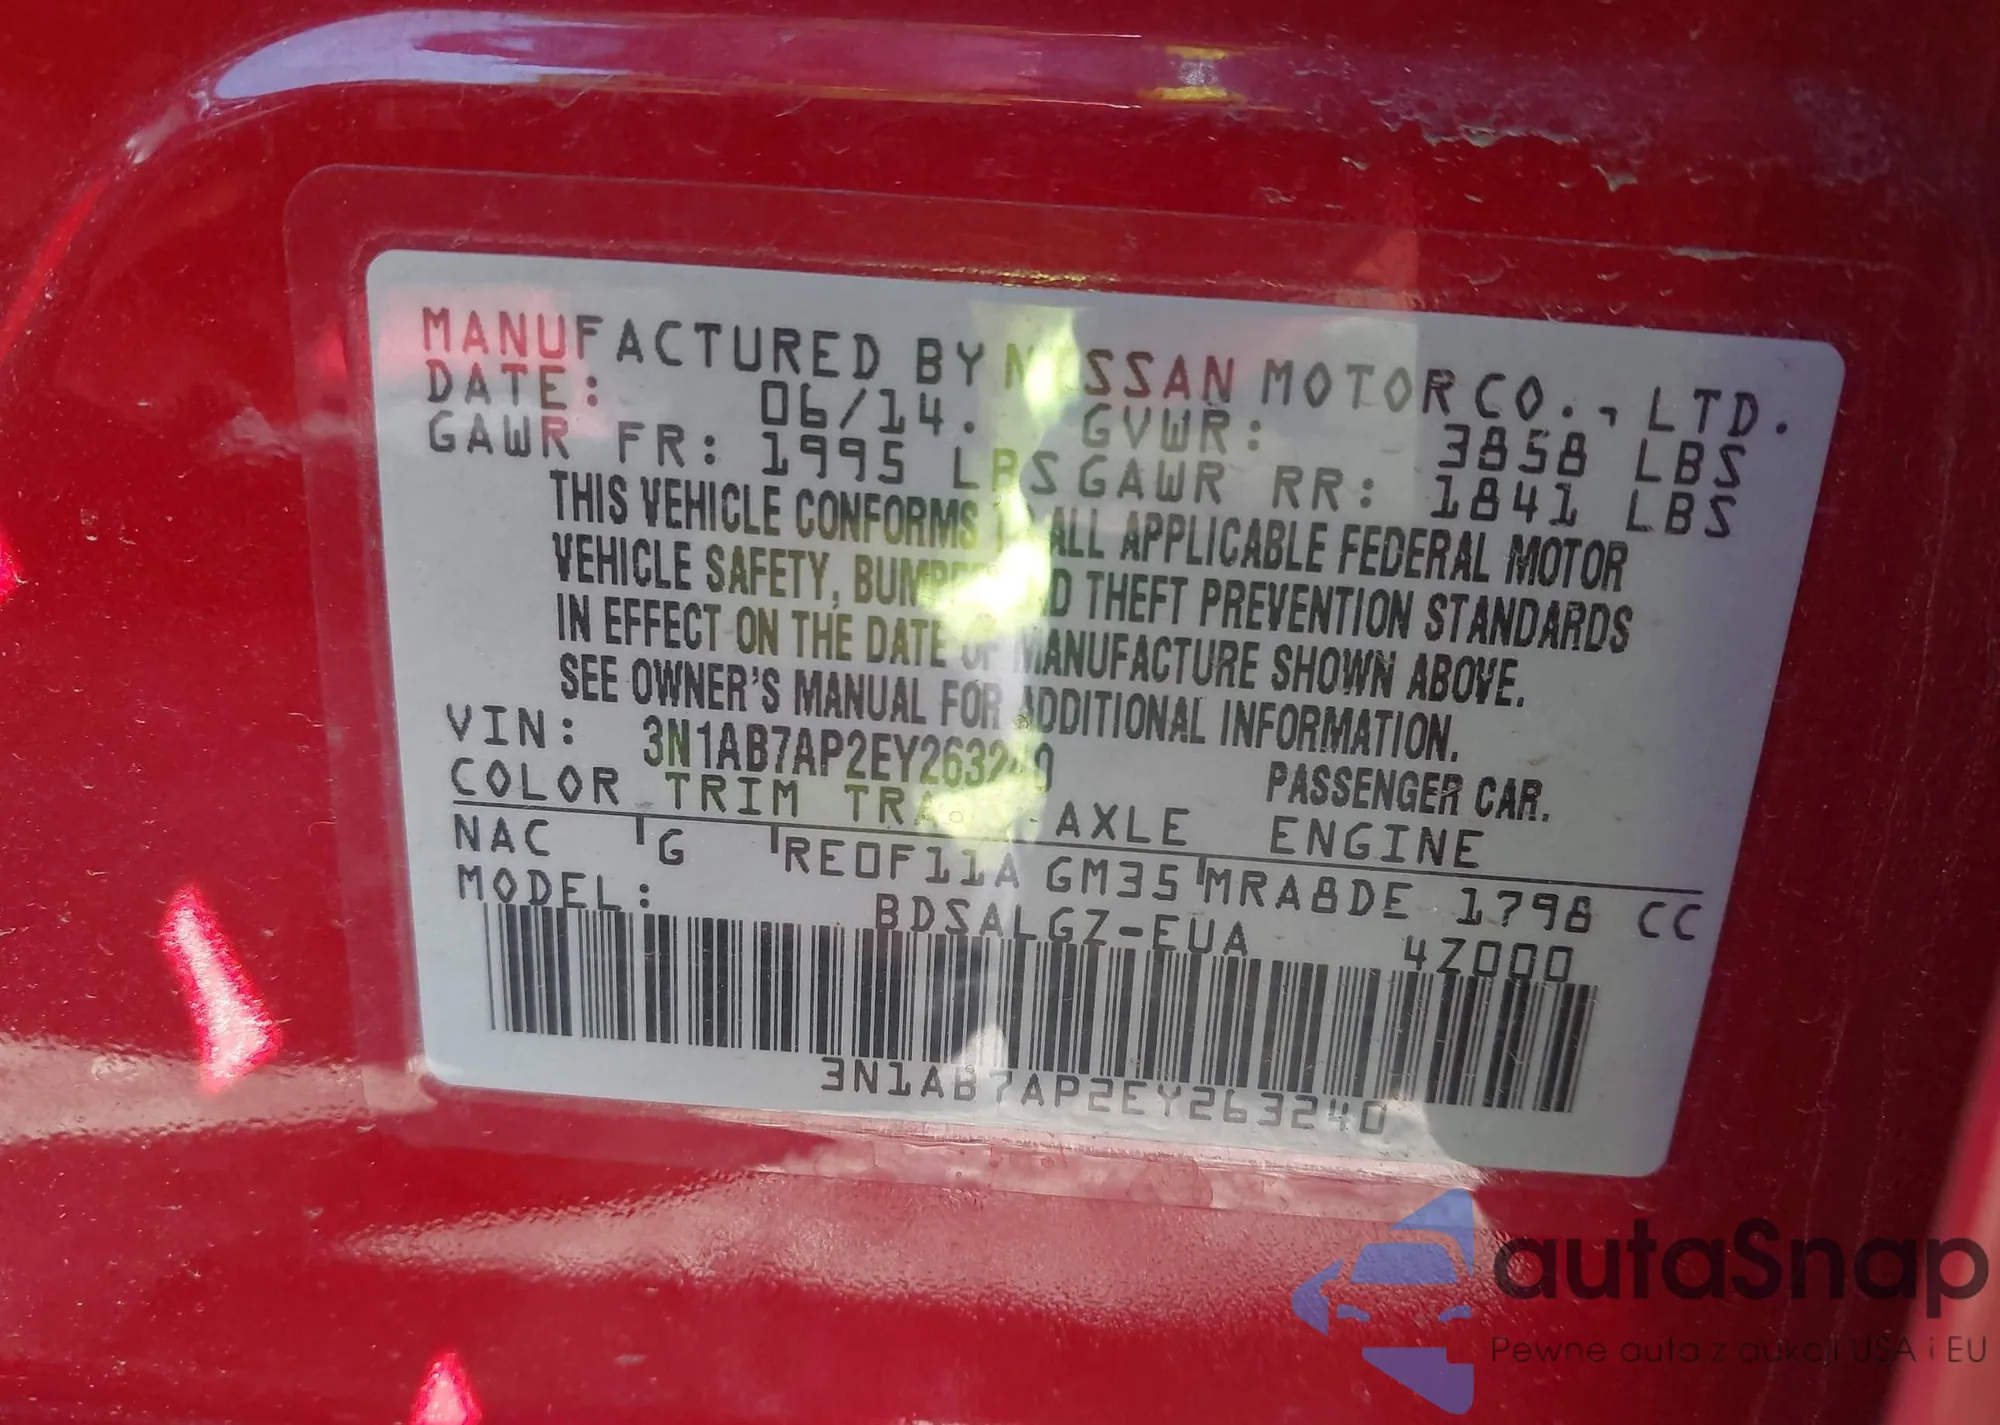 MANUFACTURED BY NISSAN MOTOR CO., LTD.
DATE: 06/14. GVWR: 3858 LBS
GAWR FR: 1995 LBS GAWR RR: 1841 LBS
THIS VEHICLE CONFORMS TO ALL APPLICABLE FEDERAL MOTOR
VEHICLE SAFETY, BUMPER AND THEFT PREVENTION STANDARDS
IN EFFECT ON THE DATE OF MANUFACTURE SHOWN ABOVE.
SEE OWNER'S MANUAL FOR ADDITIONAL INFORMATION.
VIN: 3N1AB7AP2EY263240 PASSENGER CAR.
COLOR TRIM TRANS AXLE ENGINE
NAC G RE0F11A GM35 MRA8DE 1798 CC
MODEL: BDSALGZ-EUA 4Z000
3N1AB7AP2EY263240
autaSnap
Pewne auta z aukcji USA i EU